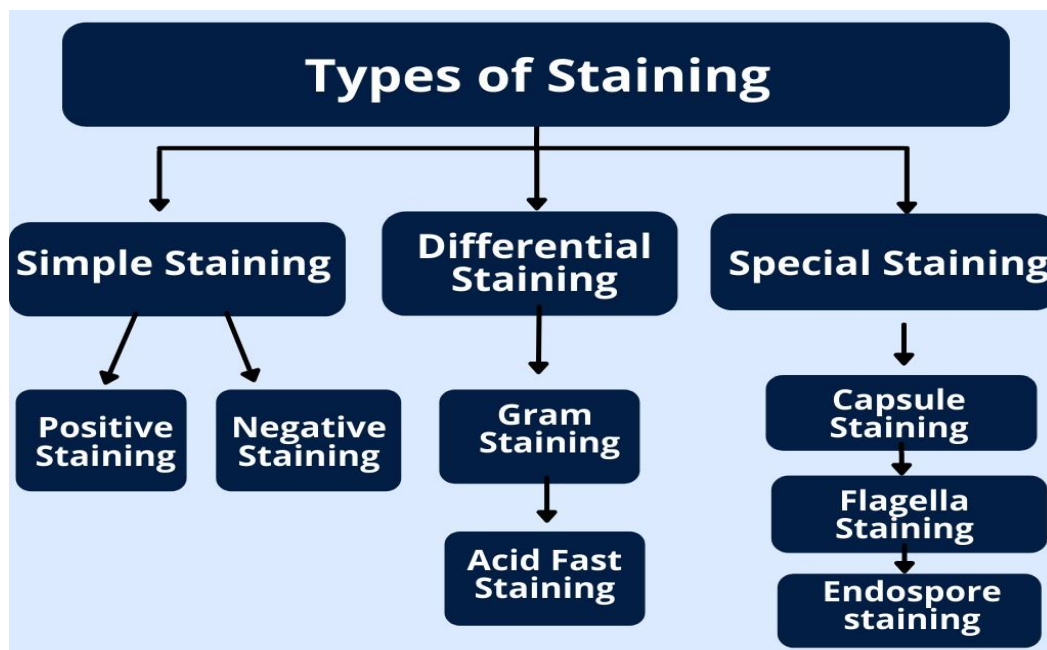 Types of Staining
Simple Staining
Differential
Staining
Special Staining
Positive
Staining
Negative
Staining
Gram
Staining
Acid Fast
Staining
Capsule
Staining
Flagella
Staining
Endospore
staining